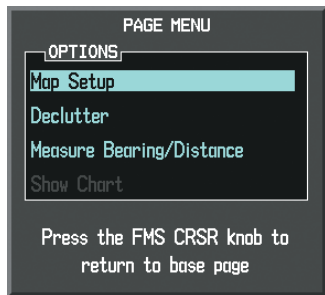 PAGE MENU
OPTIONS
Map Setup
Declutter
Measure Bearing/Distance
Show Chart
Press the FMS CRSR knob to
return to base page